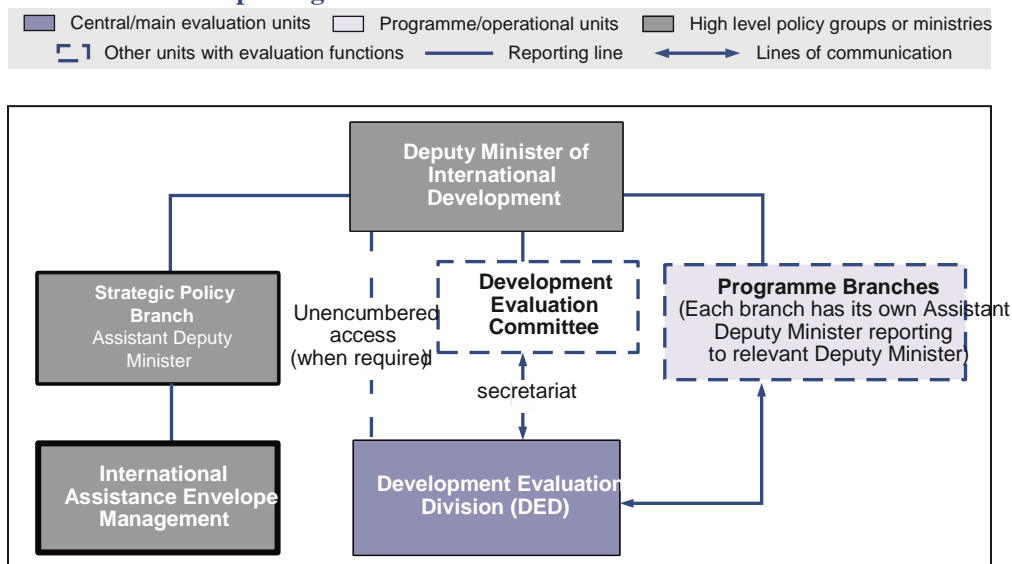 Central/main evaluation units
Programme/operational units
High level policy groups or ministries
Other units with evaluation functions
Reporting line
Lines of communication
Deputy Minister of
International
Development
Strategic Policy
Branch
Assistant Deputy
Minister
Unencumbered
access
(when required)
Development
Evaluation
Committee
Programme Branches
(Each branch has its own Assistant
Deputy Minister reporting
to relevant Deputy Minister)
secretariat
International
Assistance Envelope
Management
Development Evaluation
Division (DED)